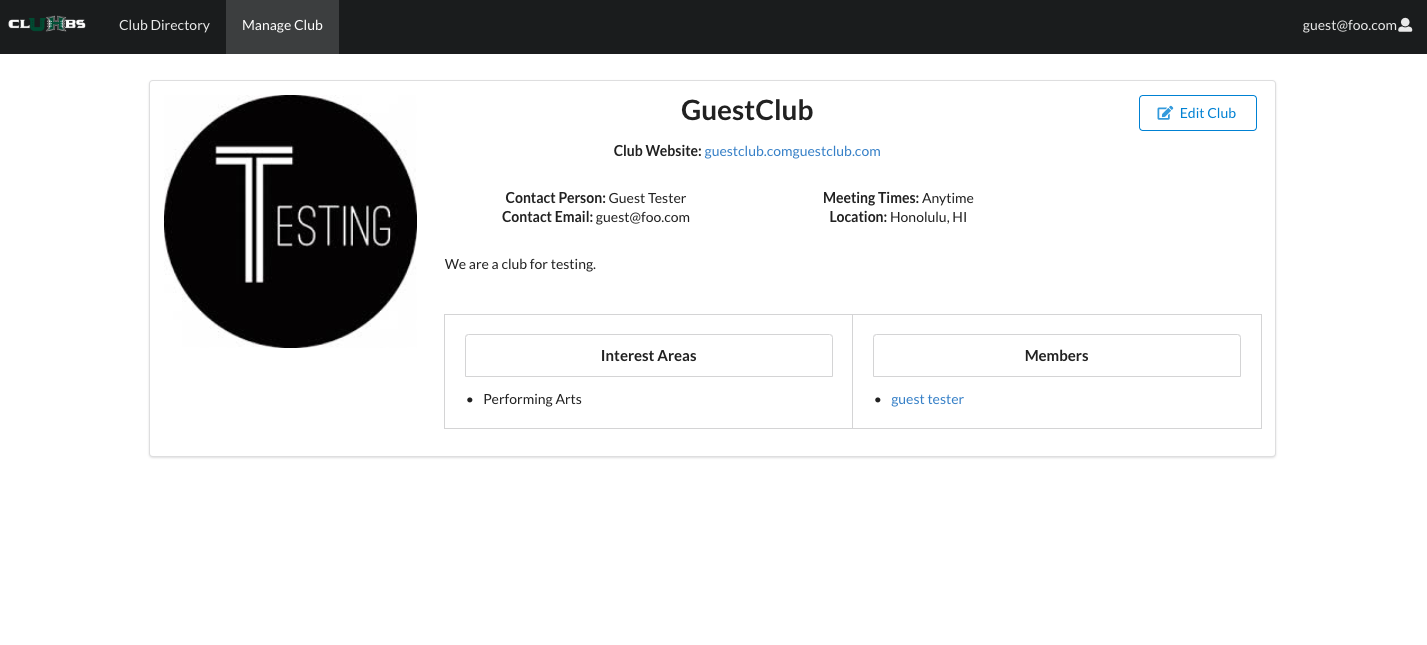 CLUHBS Club Directory Manage Club guest@foo.com
TESTING
GuestClub
Edit Club
Club Website: guestclub.comguestclub.com
Contact Person: Guest Tester
Contact Email: guest@foo.com
Meeting Times: Anytime
Location: Honolulu, HI
We are a club for testing.
Interest Areas
• Performing Arts
Members
• guest tester